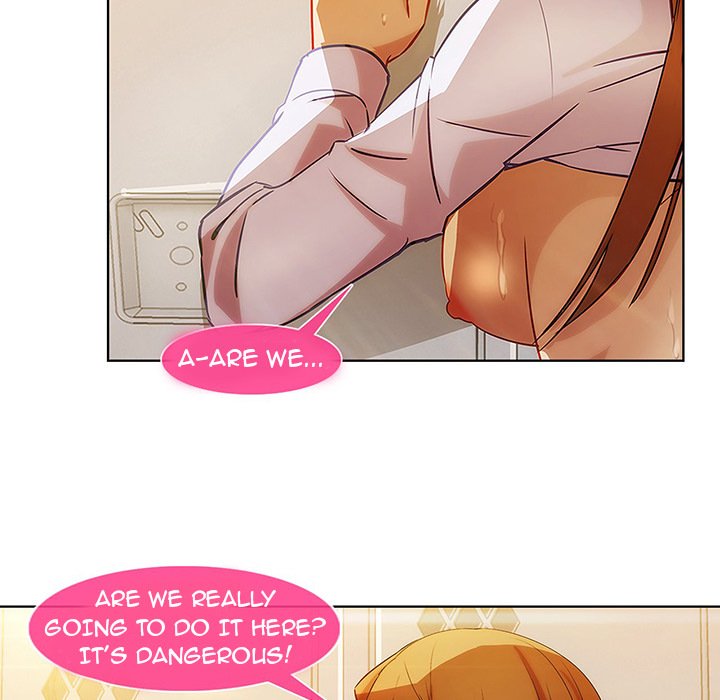 A-ARE WE...
ARE WE REALLY
GOING TO DO IT HERE?
IT'S DANGEROUS!